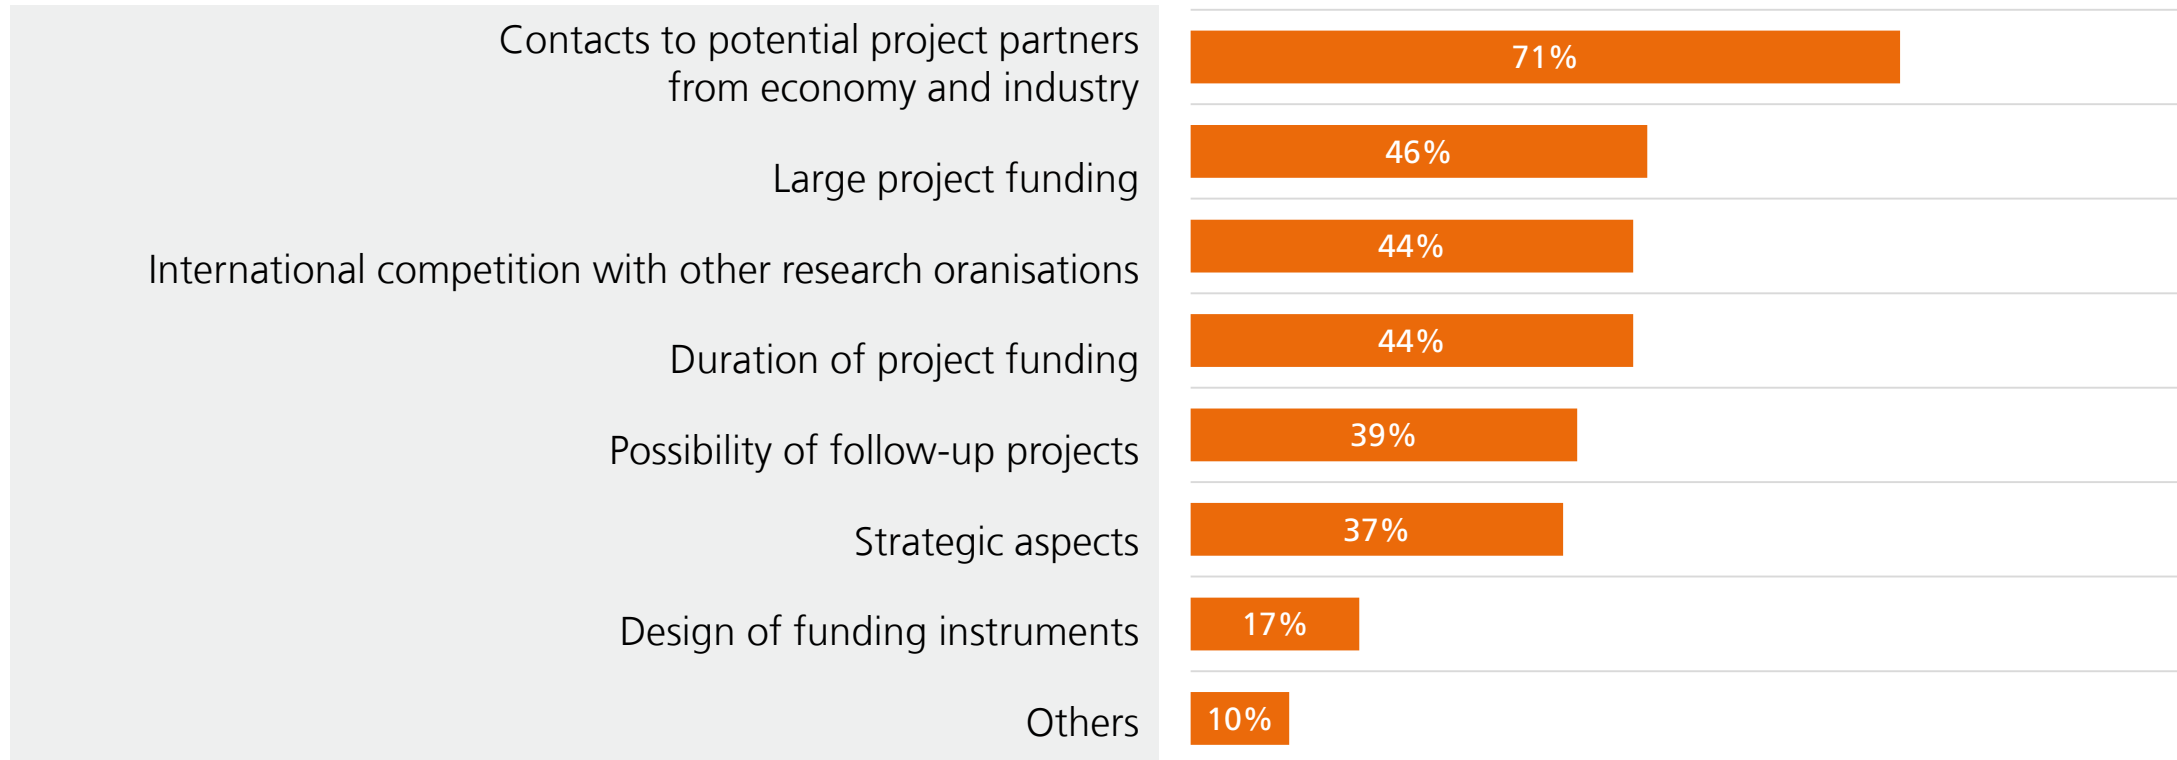 Contacts to potential project partners
from economy and industry
71%
Large project funding
46%
International competition with other research oranisations
44%
Duration of project funding
44%
Possibility of follow-up projects
39%
Strategic aspects
37%
Design of funding instruments
17%
Others
10%